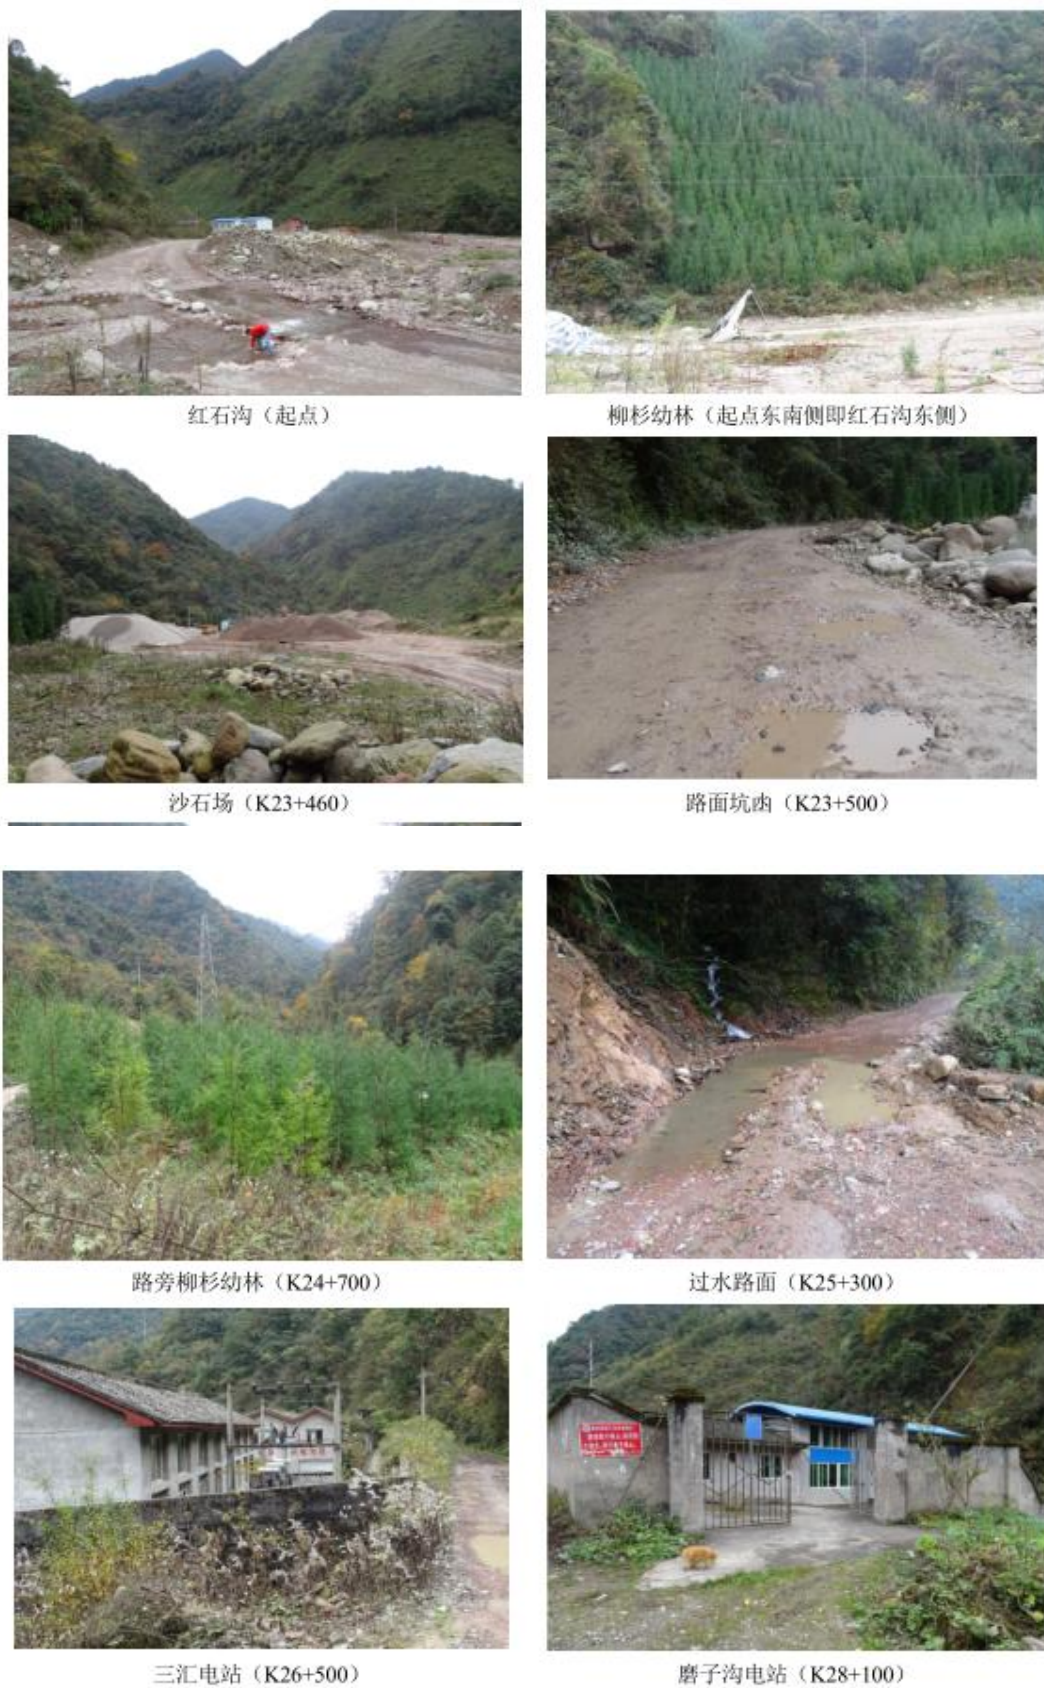 红石沟（起点）
柳杉幼林（起点东南侧即红石沟东侧）
沙石场（K23+460）
路面坑凼（K23+500）
路旁柳杉幼林（K24+700）
过水路面（K25+300）
三汇电站（K26+500）
磨子沟电站（K28+100）